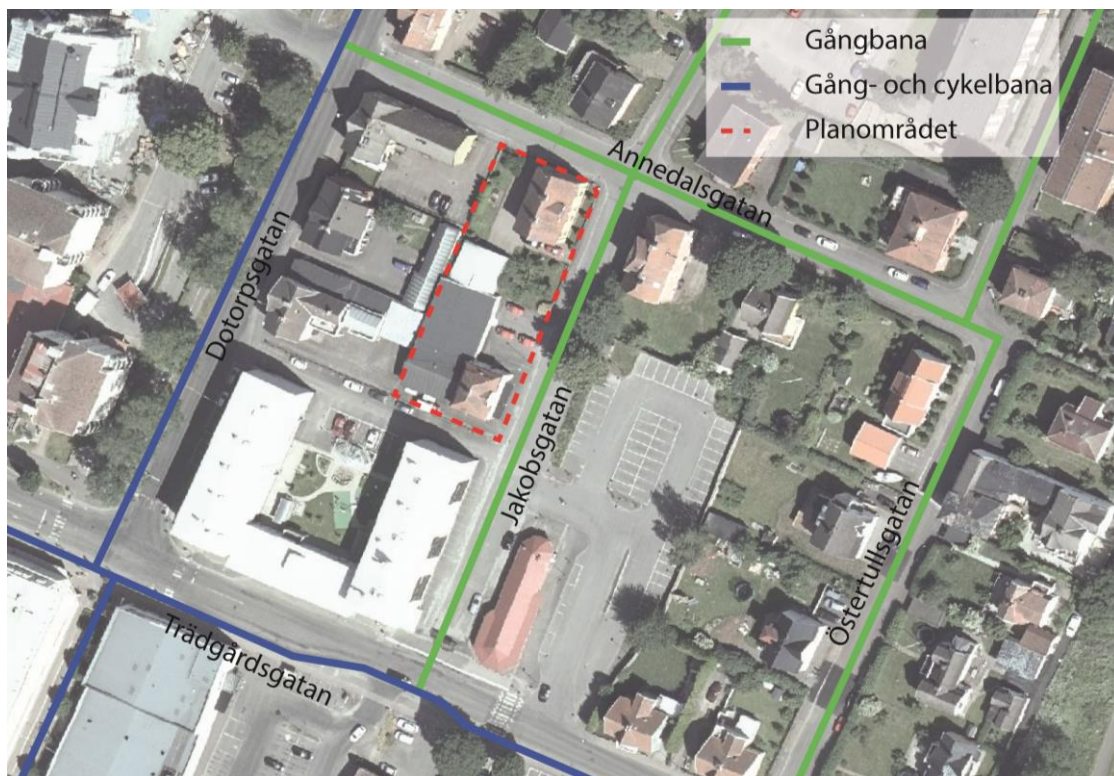 Gångbana
Gång- och cykelbana
Planområdet
Annedalsgatan
Dotorpsgatan
Jakobsgatan
Östertullsgatan
Trädgårdsgatan